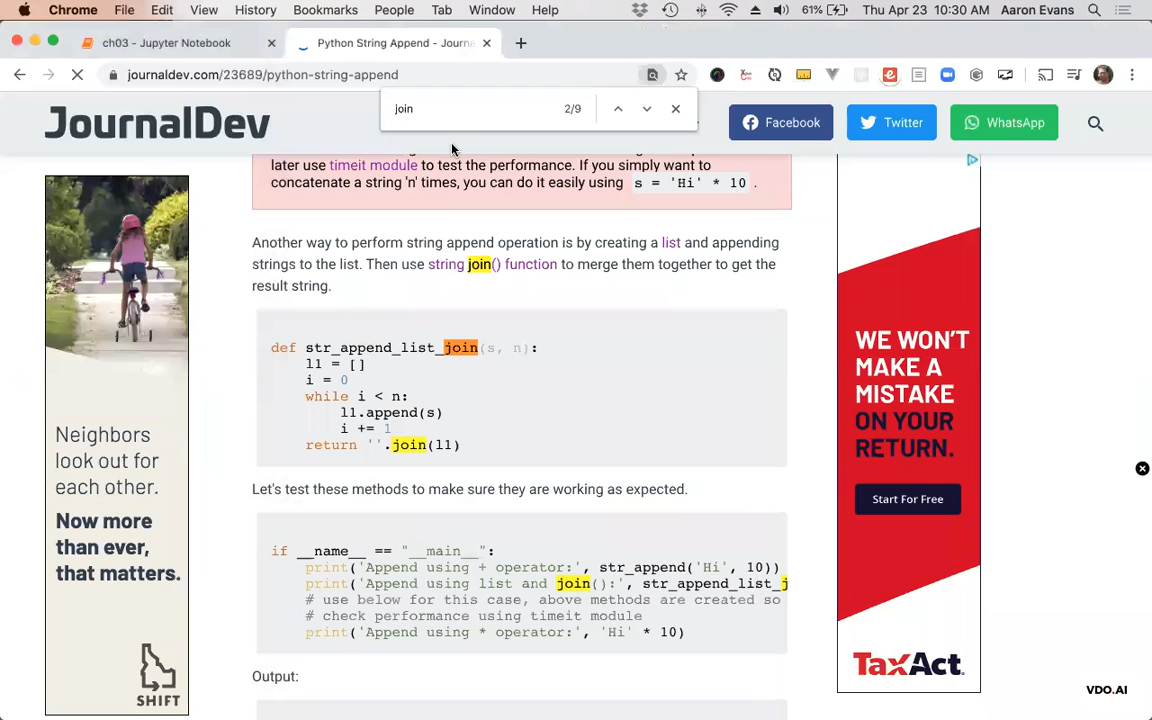 Chrome File Edit View History Bookmarks People Tab Window Help 61% Thu Apr 23 10:30 AM Aaron Evans
ch03 - Jupyter Notebook
Python String Append - Journa
journaldev.com/23689/python-string-append
join 2/9
JournalDev
Facebook
Twitter
WhatsApp
later use timeit module to test the performance. If you simply want to
concatenate a string 'n' times, you can do it easily using s = 'Hi' * 10 .
Another way to perform string append operation is by creating a list and appending
strings to the list. Then use string join() function to merge them together to get the
result string.
def str_append_list_join(s, n):
l1 = []
i = 0
while i < n:
l1.append(s)
i += 1
return ''.join(l1)
Let's test these methods to make sure they are working as expected.
if __name__ == "__main__":
print('Append using + operator:', str_append('Hi', 10))
print('Append using list and join():', str_append_list_j
# use below for this case, above methods are created so
# check performance using timeit module
print('Append using * operator:', 'Hi' * 10)
Output:
Neighbors
look out for
each other.
Now more
than ever,
that matters.
SHIFT
WE WON'T
MAKE A
MISTAKE
ON YOUR
RETURN.
Start For Free
TaxAct.
VDO.AI